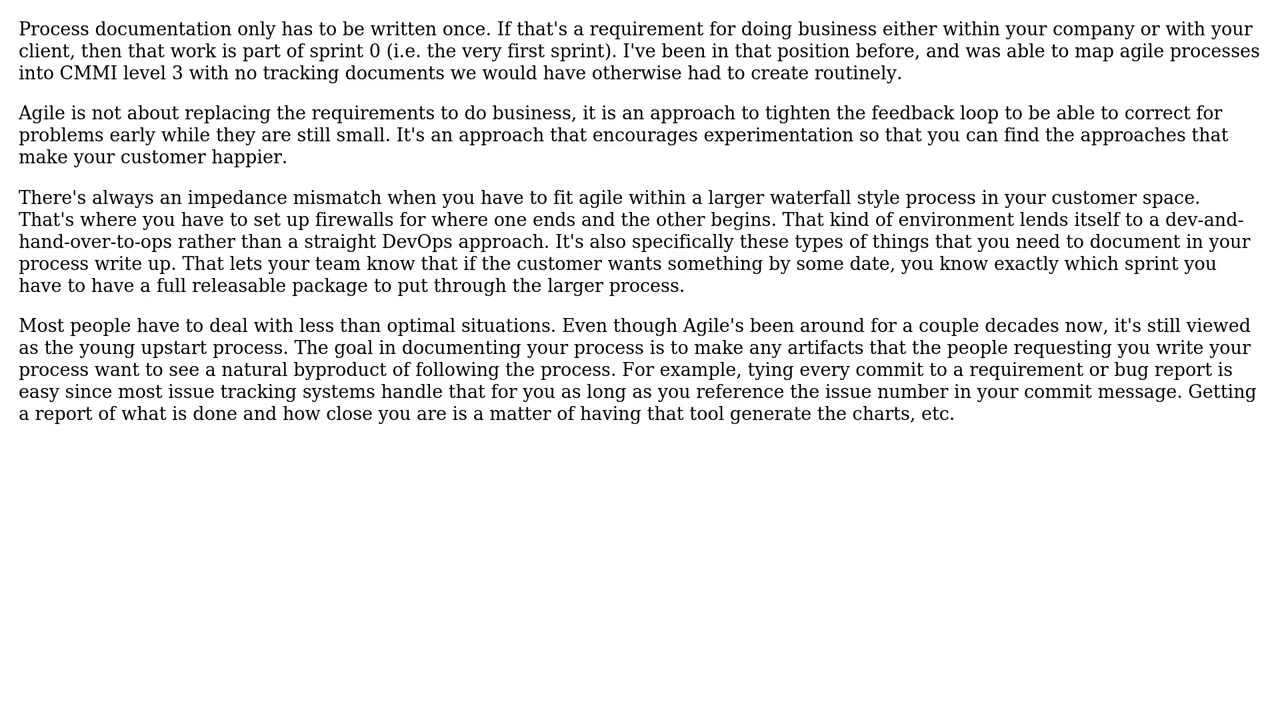 Process documentation only has to be written once. If that's a requirement for doing business either within your company or with your
client, then that work is part of sprint 0 (i.e. the very first sprint). I've been in that position before, and was able to map agile processes
into CMMI level 3 with no tracking documents we would have otherwise had to create routinely.
Agile is not about replacing the requirements to do business, it is an approach to tighten the feedback loop to be able to correct for
problems early while they are still small. It's an approach that encourages experimentation so that you can find the approaches that
make your customer happier.
There's always an impedance mismatch when you have to fit agile within a larger waterfall style process in your customer space.
That's where you have to set up firewalls for where one ends and the other begins. That kind of environment lends itself to a dev-and-
hand-over-to-ops rather than a straight DevOps approach. It's also specifically these types of things that you need to document in your
process write up. That lets your team know that if the customer wants something by some date, you know exactly which sprint you
have to have a full releasable package to put through the larger process.
Most people have to deal with less than optimal situations. Even though Agile's been around for a couple decades now, it's still viewed
as the young upstart process. The goal in documenting your process is to make any artifacts that the people requesting you write your
process want to see a natural byproduct of following the process. For example, tying every commit to a requirement or bug report is
easy since most issue tracking systems handle that for you as long as you reference the issue number in your commit message. Getting
a report of what is done and how close you are is a matter of having that tool generate the charts, etc.